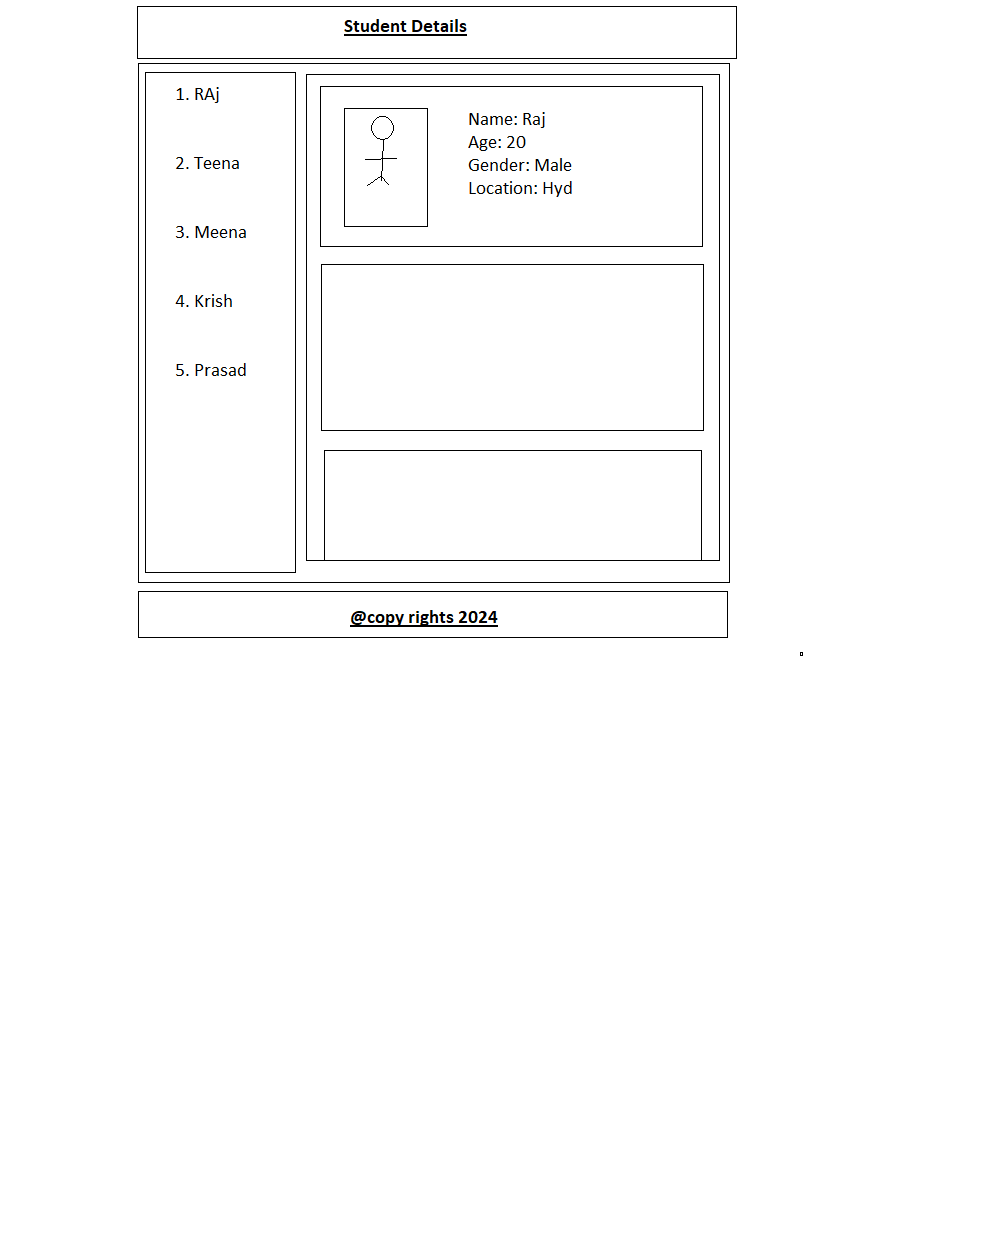 Student Details
1. RAj
2. Teena
3. Meena
4. Krish
5. Prasad
Name: Raj
Age: 20
Gender: Male
Location: Hyd
@copy rights 2024